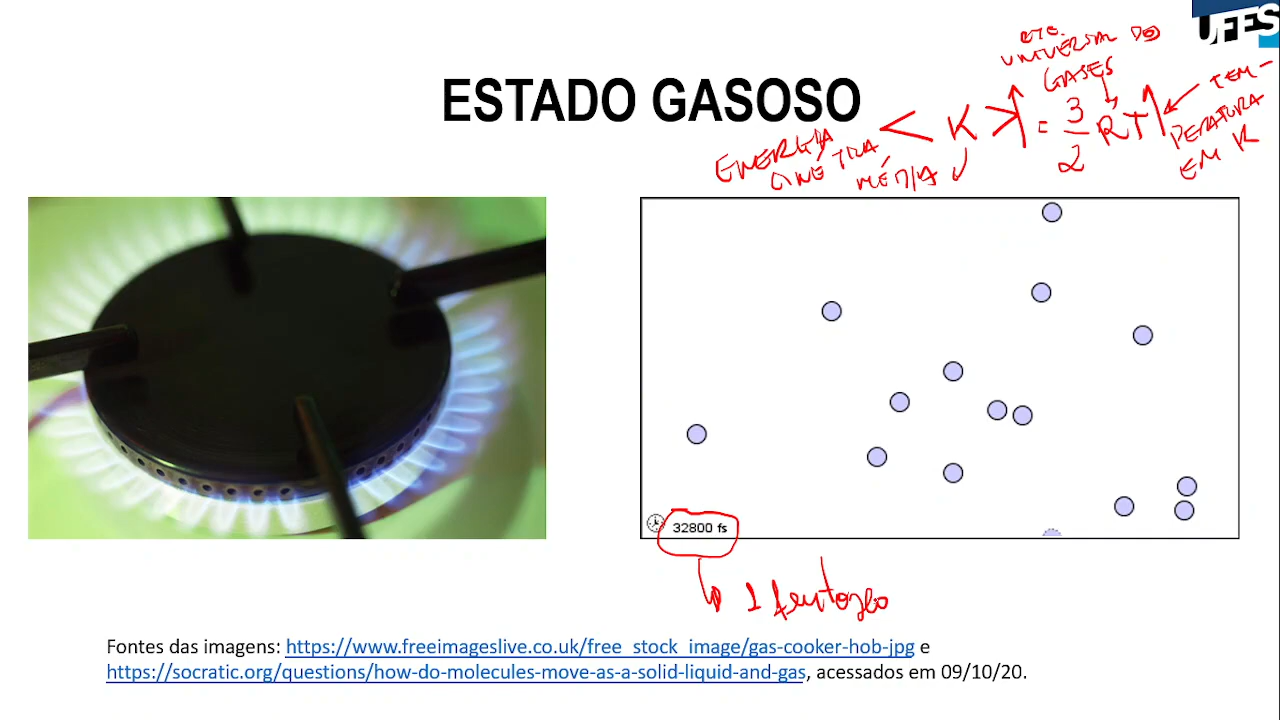 UFES
ESTADO GASOSO
CTE.
UNIVERSAL DOS
GASES
ENERGIA
CINÉTICA
MÉDIA
< K > = 3/2 RT
TEM-
PERATURA
EM K
32800 fs
1
Fontes das imagens: https://www.freeimageslive.co.uk/free_stock_image/gas-cooker-hob-jpg e
https://socratic.org/questions/how-do-molecules-move-as-a-solid-liquid-and-gas, acessados em 09/10/20.